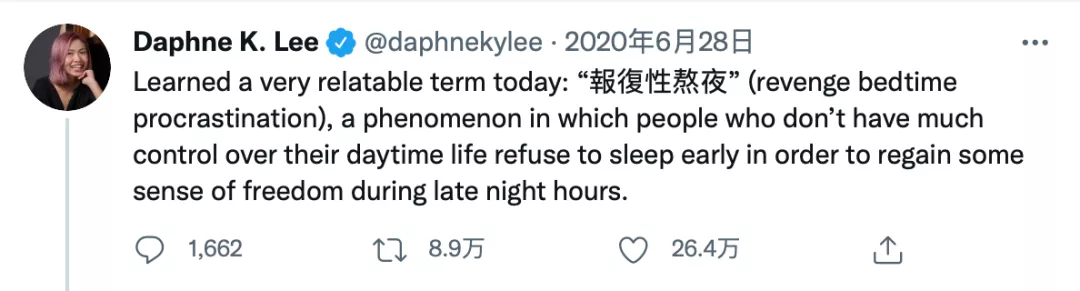 Daphne K. Lee @daphnekylee · 2020年6月28日
Learned a very relatable term today: “報復性熬夜” (revenge bedtime
procrastination), a phenomenon in which people who don’t have much
control over their daytime life refuse to sleep early in order to regain some
sense of freedom during late night hours.
1,662 8.9万 26.4万